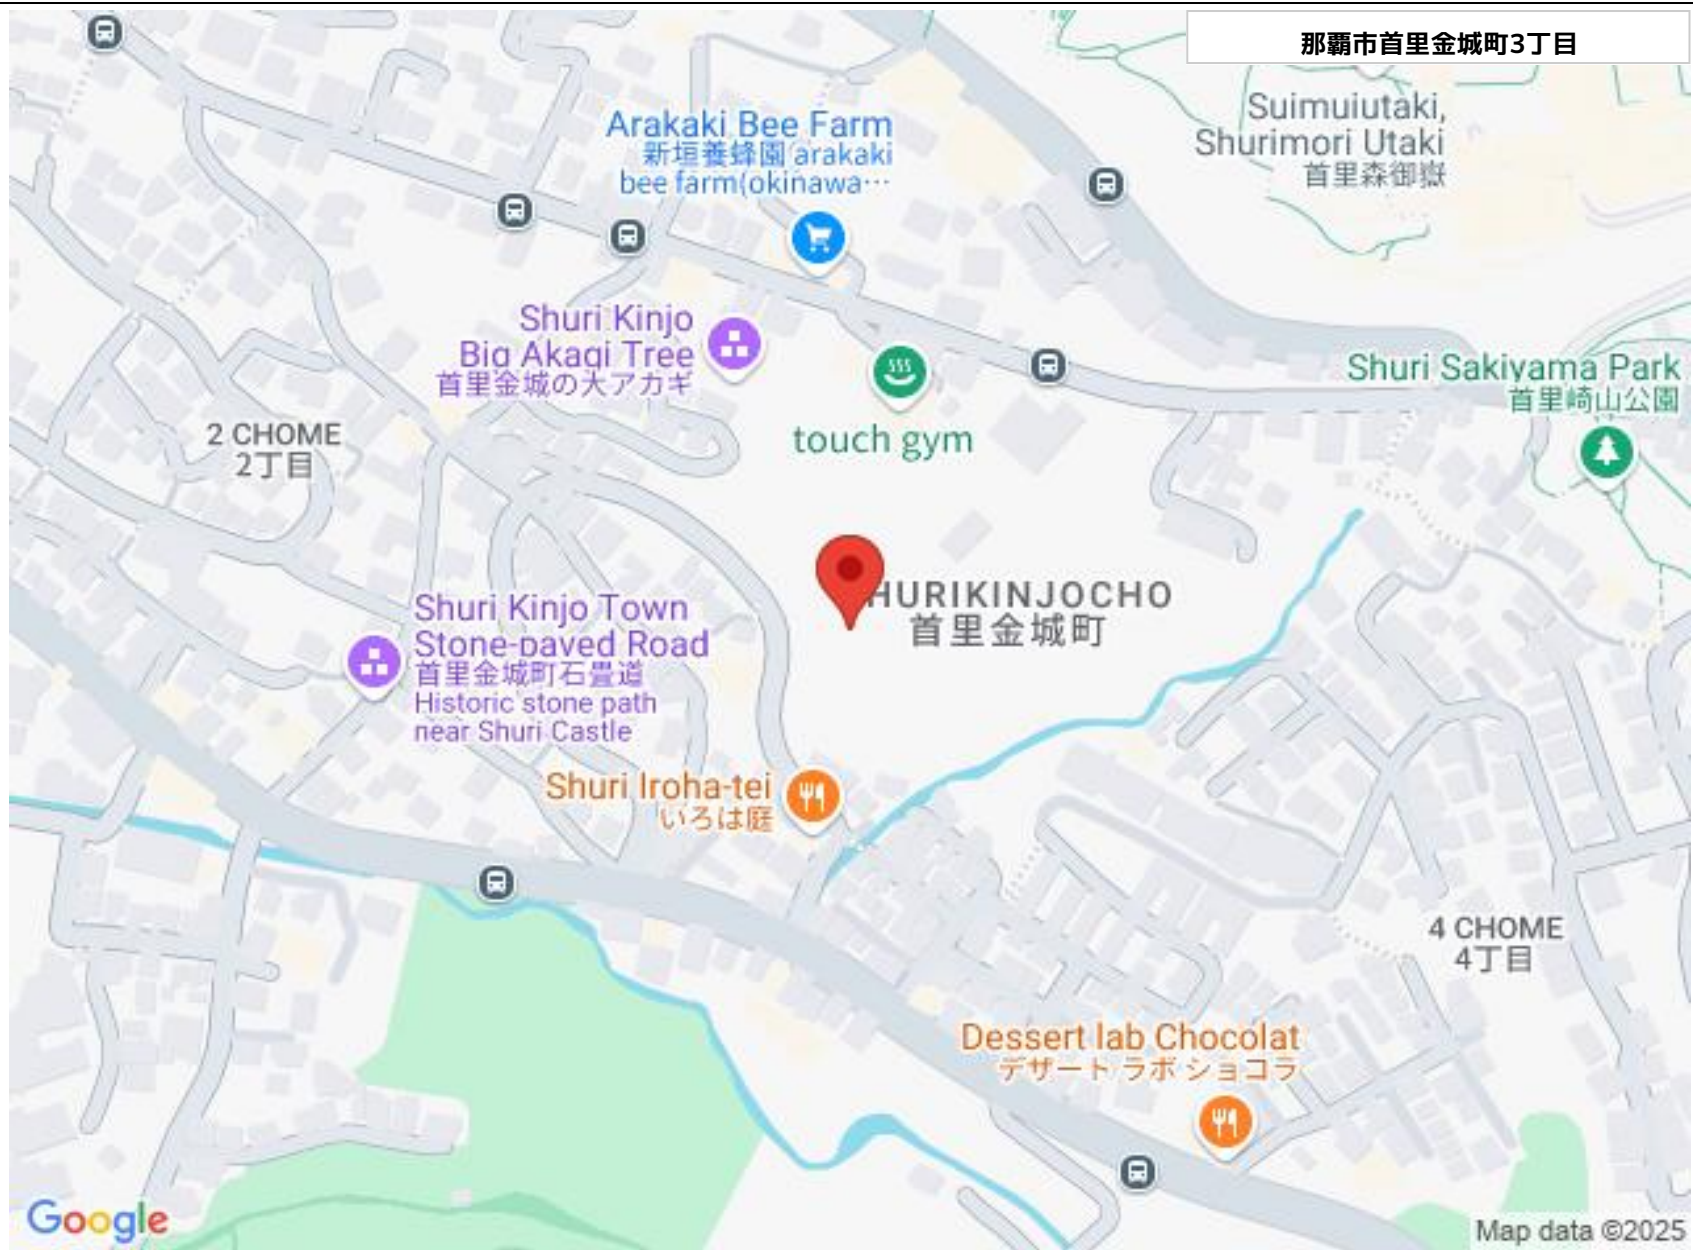 那覇市首里金城町3丁目
Suimuiutaki,
Shurimori Utaki
首里森御嶽
Arakaki Bee Farm
新垣養蜂園 arakaki
bee farm(okinawa…
Shuri Kinjo
Big Akagi Tree
首里金城の大アカギ
touch gym
Shuri Sakiyama Park
首里崎山公園
2 CHOME
2丁目
HURIKINJOCHO
首里金城町
Shuri Kinjo Town
Stone-paved Road
首里金城町石畳道
Historic stone path
near Shuri Castle
Shuri Iroha-tei
いろは庭
4 CHOME
4丁目
Dessert lab Chocolat
デザート ラボ ショコラ
Google
Map data ©2025